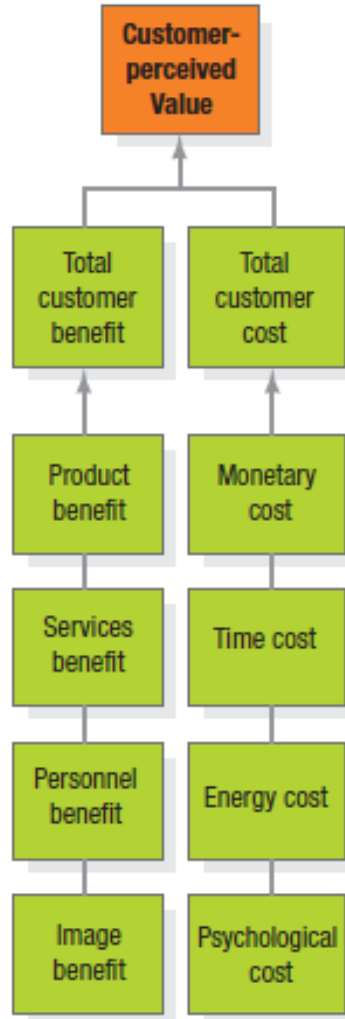 Customer-
perceived
Value
Total
customer
benefit
Total
customer
cost
Product
benefit
Monetary
cost
Services
benefit
Time cost
Personnel
benefit
Energy cost
Image
benefit
Psychological
cost